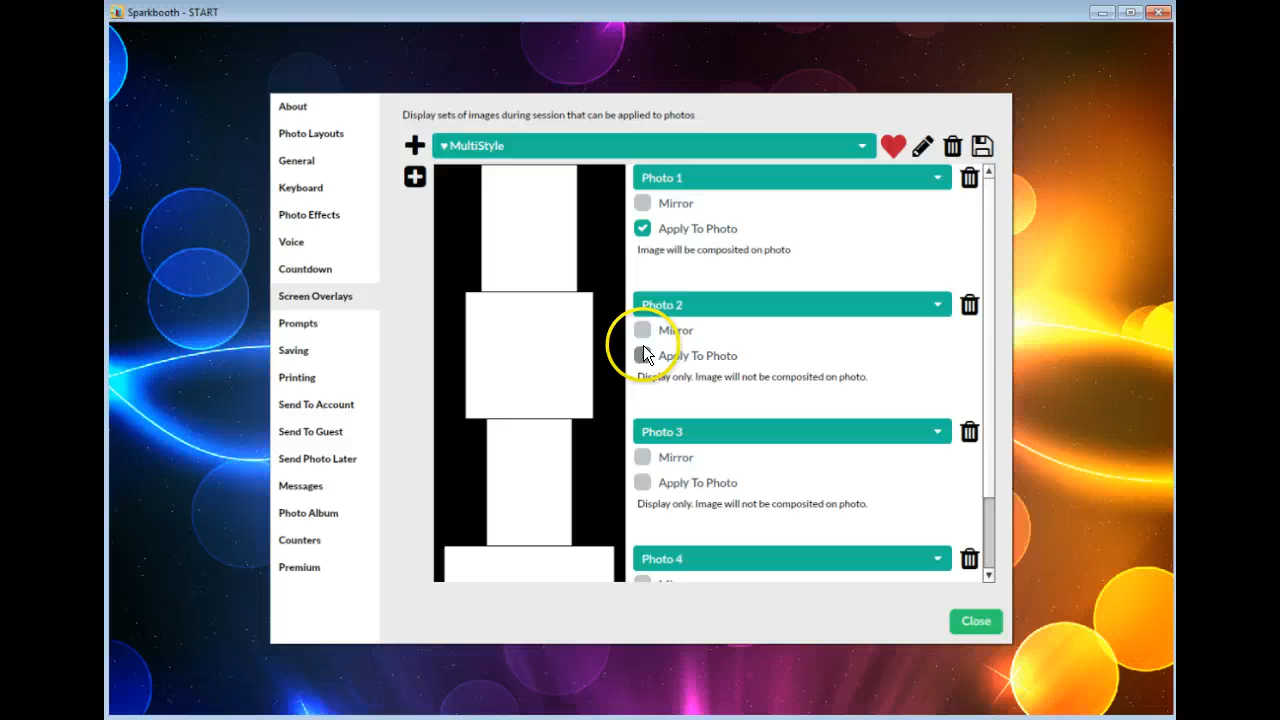 Sparkbooth - START
About
Photo Layouts
General
Keyboard
Photo Effects
Voice
Countdown
Screen Overlays
Prompts
Saving
Printing
Send To Account
Send To Guest
Send Photo Later
Messages
Photo Album
Counters
Premium
Display sets of images during session that can be applied to photos
♥ MultiStyle
Photo 1
Mirror
Apply To Photo
Image will be composited on photo
Photo 2
Mirror
Apply To Photo
Display only. Image will not be composited on photo.
Photo 3
Mirror
Apply To Photo
Display only. Image will not be composited on photo.
Photo 4
Close